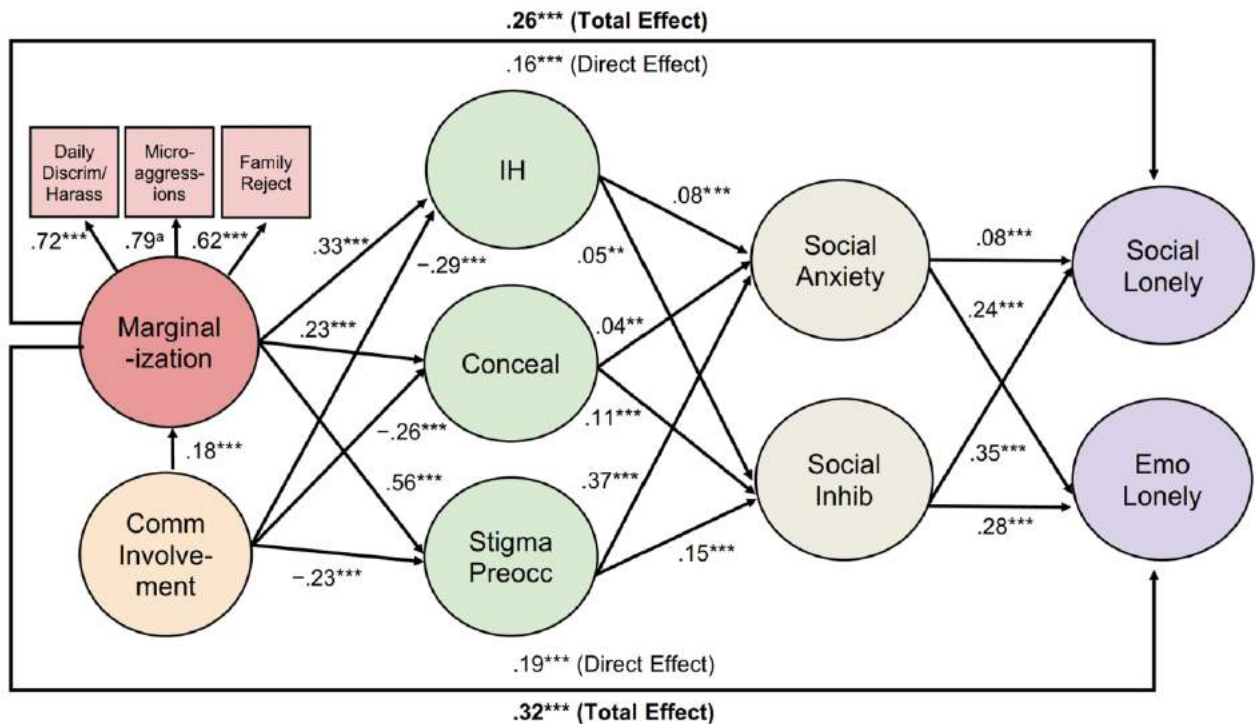 .26*** (Total Effect)
.16*** (Direct Effect)
Daily
Discrim/
Harass
Micro-
aggress-
ions
Family
Reject
.72***
.79ᵃ
.62***
Marginal
-ization
.18***
Comm
Involve-
ment
.33***
−.29***
.23***
−.26***
.56***
−.23***
IH
Conceal
Stigma
Preocc
.08***
.05**
.04**
.11***
.37***
.15***
Social
Anxiety
Social
Inhib
.08***
.24***
.35***
.28***
Social
Lonely
Emo
Lonely
.19*** (Direct Effect)
.32*** (Total Effect)